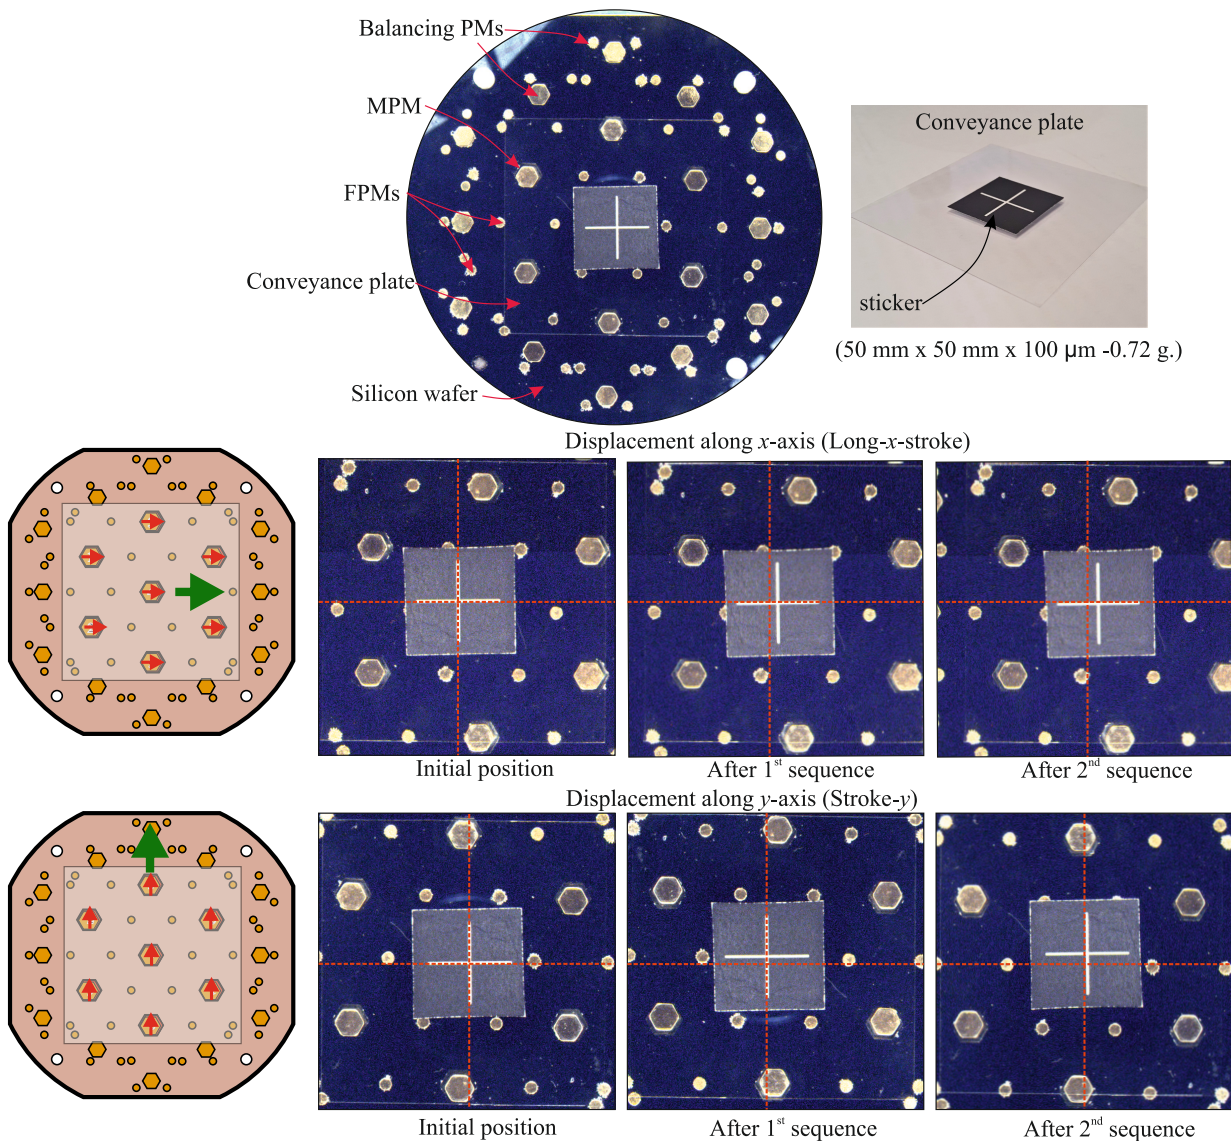 Balancing PMs
MPM
FPMs
Conveyance plate
Silicon wafer
Conveyance plate
sticker
(50 mm x 50 mm x 100 μm -0.72 g.)
Displacement along x-axis (Long-x-stroke)
Initial position
After 1st sequence
After 2nd sequence
Displacement along y-axis (Stroke-y)
Initial position
After 1st sequence
After 2nd sequence